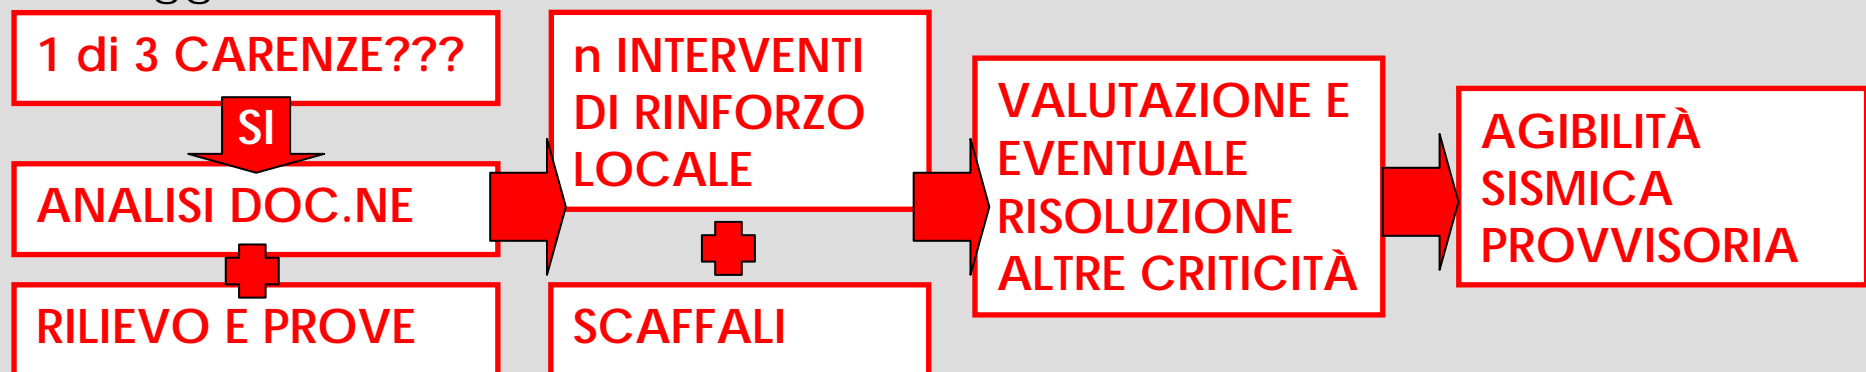 1 di 3 CARENZE???
SI
ANALISI DOC.NE
RILIEVO E PROVE
n INTERVENTI
DI RINFORZO
LOCALE
SCAFFALI
VALUTAZIONE E
EVENTUALE
RISOLUZIONE
ALTRE CRITICITÀ
AGIBILITÀ
SISMICA
PROVVISORIA